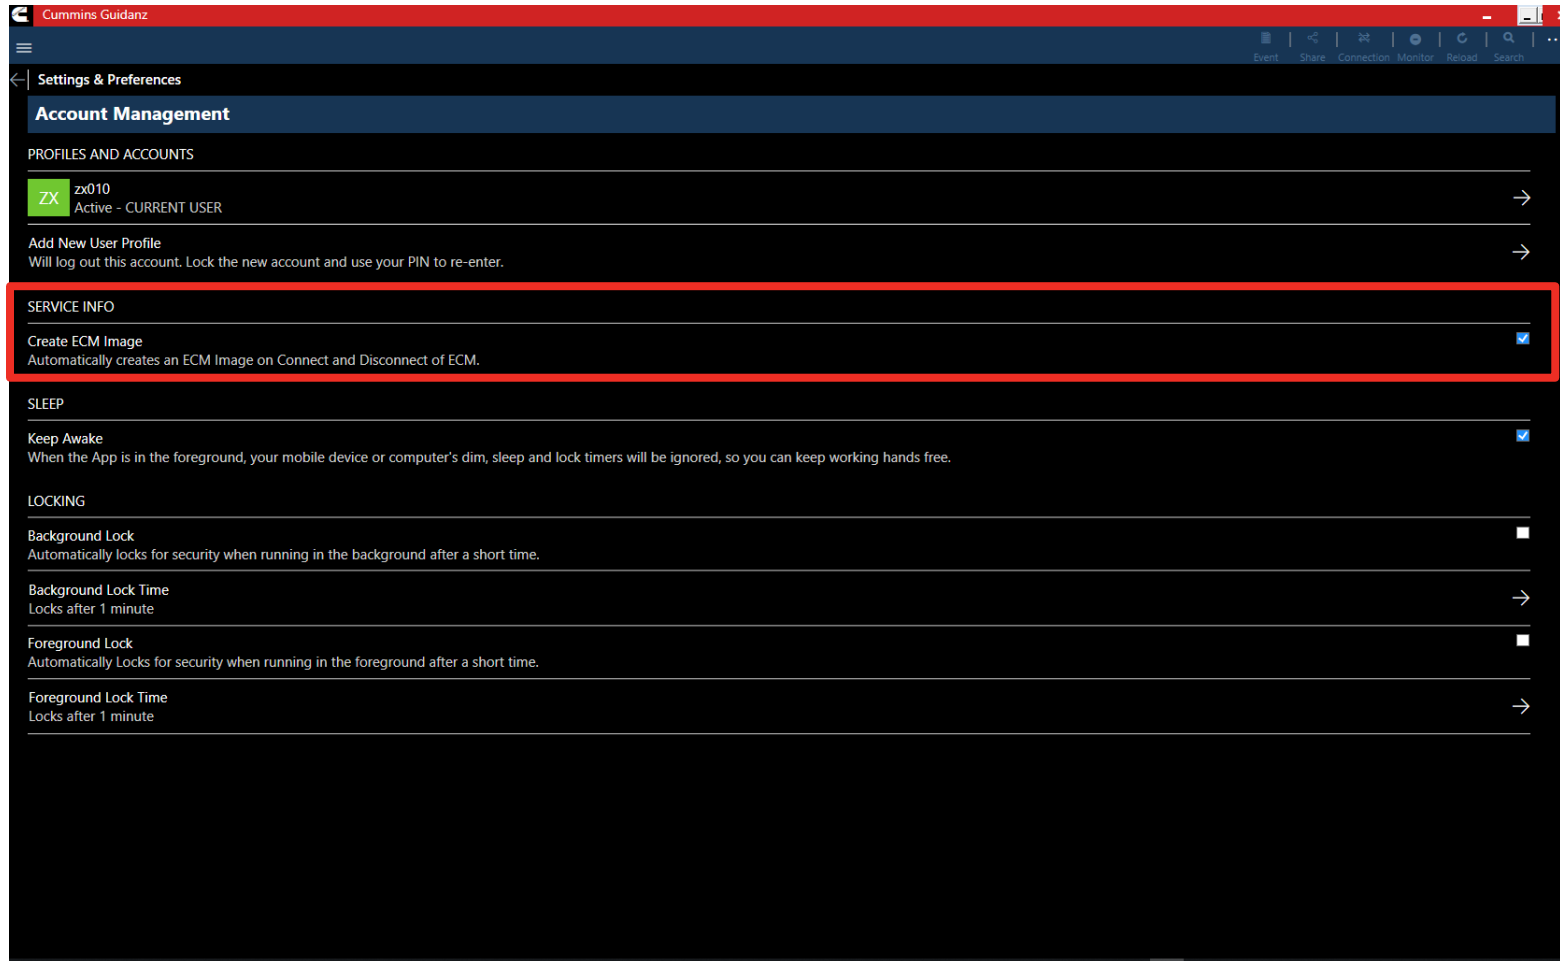 Cummins Guidanz
Event Share Connection Monitor Reload Search
Settings & Preferences
Account Management
PROFILES AND ACCOUNTS
ZX
zx010
Active - CURRENT USER
Add New User Profile
Will log out this account. Lock the new account and use your PIN to re-enter.
SERVICE INFO
Create ECM Image
Automatically creates an ECM Image on Connect and Disconnect of ECM.
SLEEP
Keep Awake
When the App is in the foreground, your mobile device or computer's dim, sleep and lock timers will be ignored, so you can keep working hands free.
LOCKING
Background Lock
Automatically locks for security when running in the background after a short time.
Background Lock Time
Locks after 1 minute
Foreground Lock
Automatically Locks for security when running in the foreground after a short time.
Foreground Lock Time
Locks after 1 minute